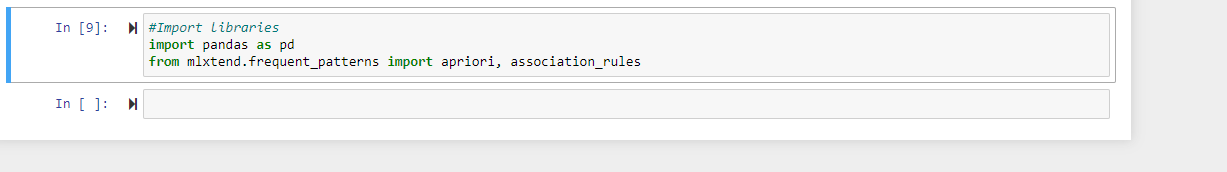 In [9]:
#Import libraries
import pandas as pd
from mlxtend.frequent_patterns import apriori, association_rules
In [ ]: